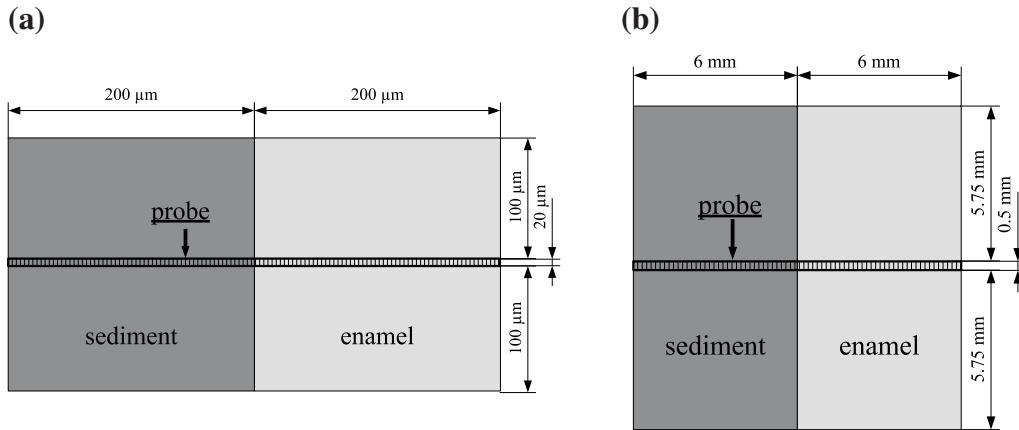 (a)
200 µm
200 µm
probe
100 µm
20 µm
sediment
enamel
100 µm
(b)
6 mm
6 mm
probe
5.75 mm
0.5 mm
sediment
enamel
5.75 mm